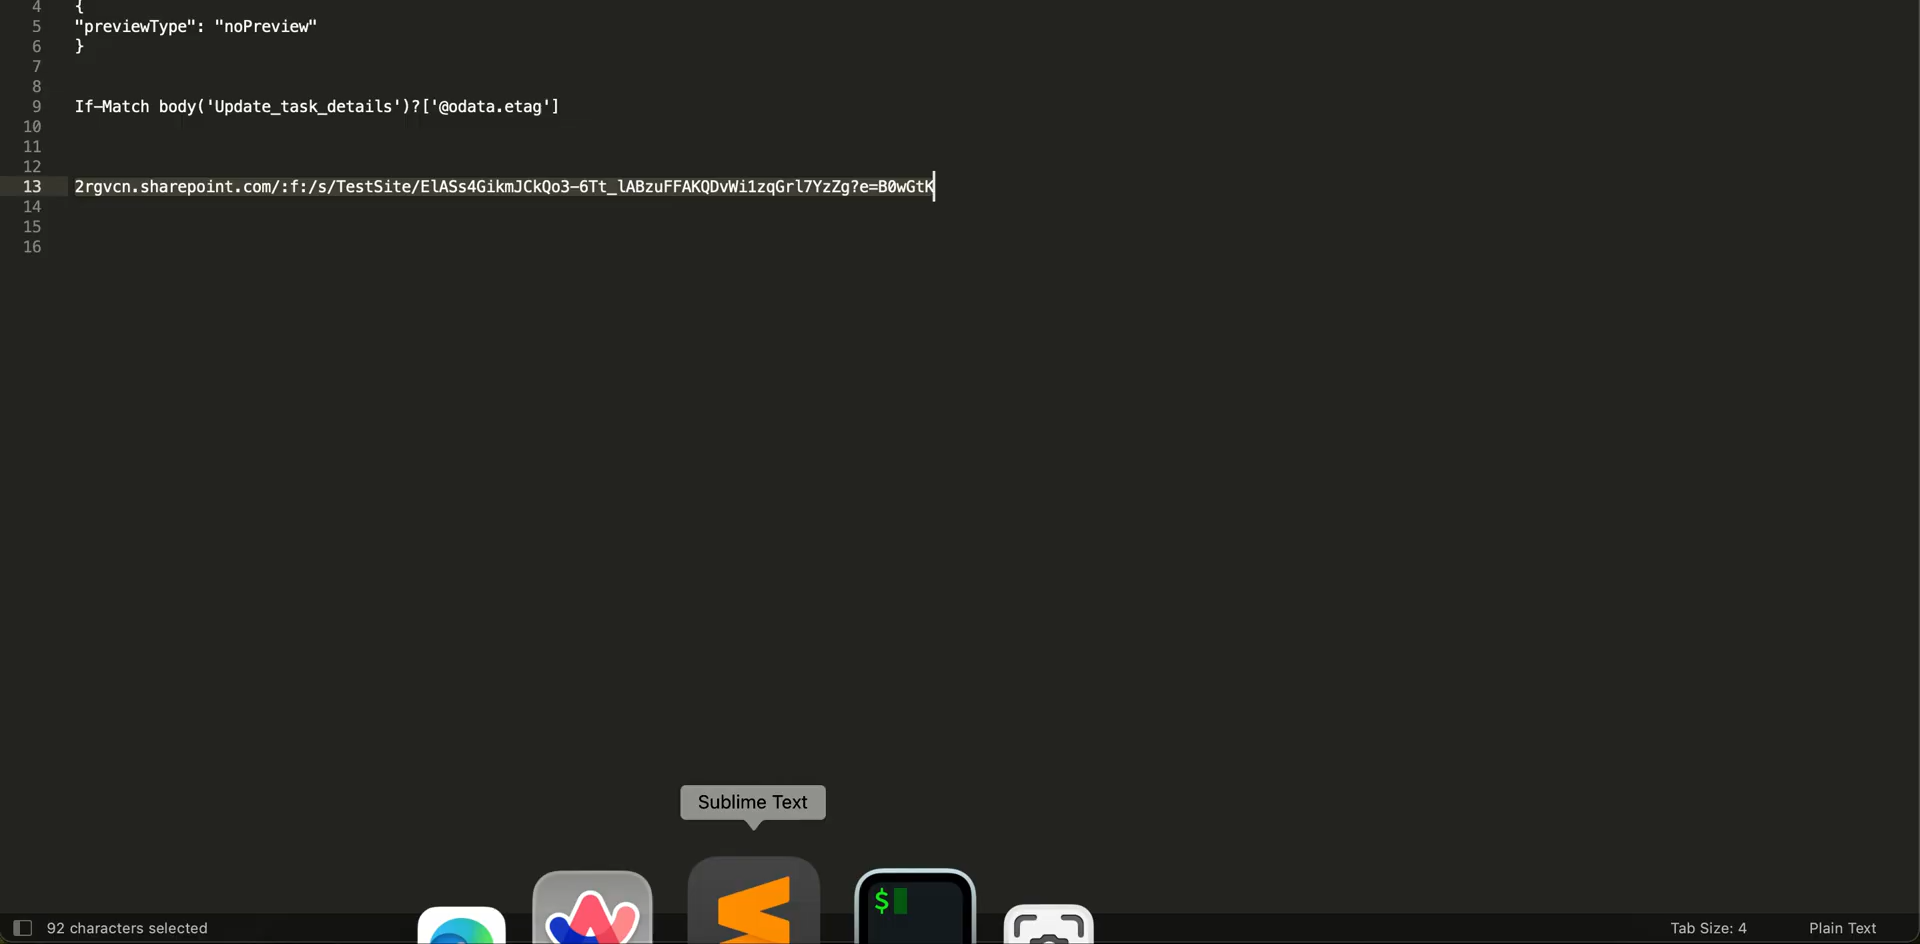 4 {
5 "previewType": "noPreview"
6 }
7
8
9 If-Match body('Update_task_details')?['@odata.etag']
10
11
12
13 2rgvcn.sharepoint.com/:f:/s/TestSite/ElASs4GikmJCkQo3-6Tt_lABzuFFAKQDvWi1zqGrl7YzZg?e=B0wGtK
14
15
16
Sublime Text
$
92 characters selected
Tab Size: 4
Plain Text